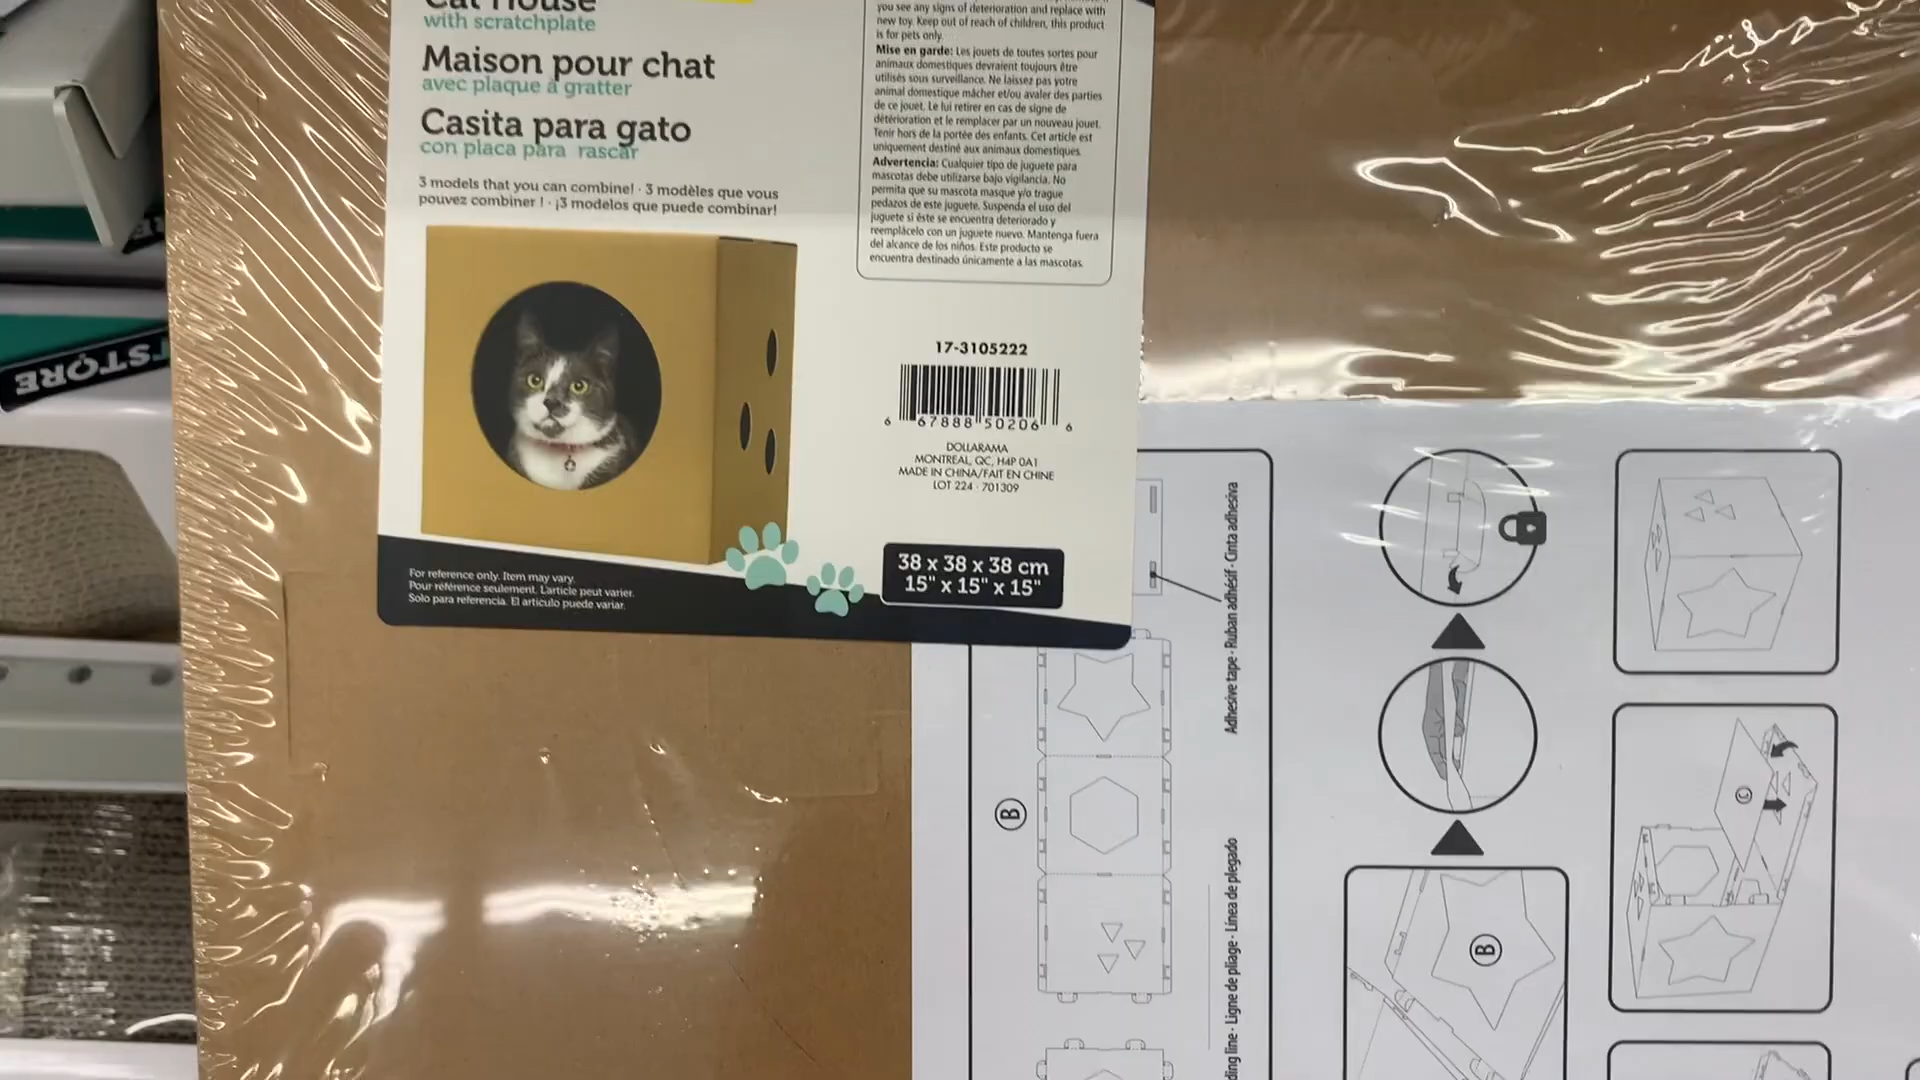 Cat House
with scratchplate
Maison pour chat
avec plaque à gratter
Casita para gato
con placa para rascar
3 models that you can combine! · 3 modèles que vous
pouvez combiner ! · ¡3 modelos que puede combinar!
you see any signs of deterioration and replace with
new toy. Keep out of reach of children, this product
is for pets only.
Mise en garde: Les jouets de toutes sortes pour
animaux domestiques devraient toujours être
utilisés sous surveillance. Ne laissez pas votre
animal domestique mâcher et/ou avaler des parties
de ce jouet. Le lui retirer en cas de signe de
détérioration et le remplacer par un nouveau jouet.
Tenir hors de la portée des enfants. Cet article est
uniquement destiné aux animaux domestiques.
Advertencia: Cualquier tipo de juguete para
mascotas debe utilizarse bajo vigilancia. No
permita que su mascota masque y/o trague
pedazos de este juguete. Suspenda el uso del
juguete si éste se encuentra deteriorado y
reemplácelo con un juguete nuevo. Mantenga fuera
del alcance de los niños. Este producto se
encuentra destinado únicamente a las mascotas.
17-3105222
6 67888 50206 6
DOLLARAMA
MONTREAL, QC, H4P 0A1
MADE IN CHINA/FAIT EN CHINE
LOT 224 - 701309
38 x 38 x 38 cm
15" x 15" x 15"
For reference only. Item may vary.
Pour référence seulement. L'article peut varier.
Solo para referencia. El artículo puede variar.
STORE
Adhesive tape · Ruban adhésif · Cinta adhesiva
line · Ligne de pliage · Línea de plegado
B
B
C